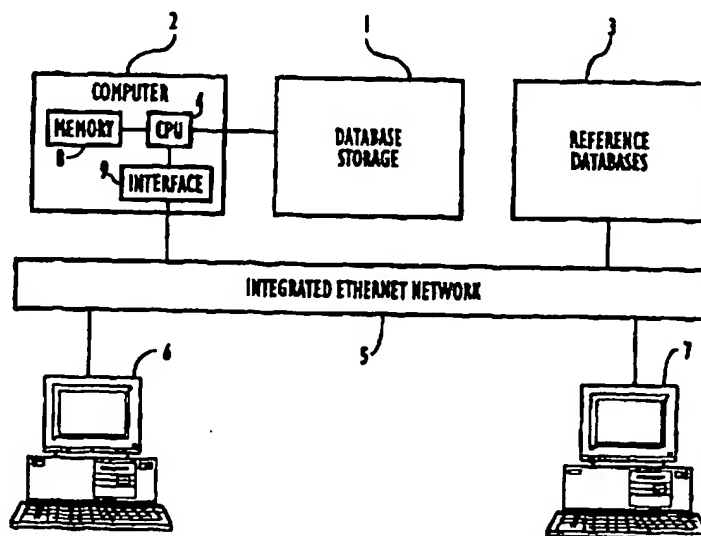 2
1
3
COMPUTER
MEMORY
CPU
4
8
9
INTERFACE
DATABASE
STORAGE
REFERENCE
DATABASES
INTEGRATED ETHERNET NETWORK
6
5
7